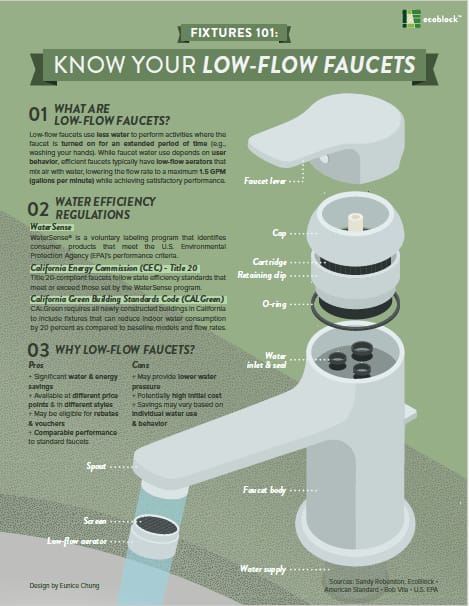 ecoblock™
FIXTURES 101:
KNOW YOUR LOW-FLOW FAUCETS
01 WHAT ARE
LOW-FLOW FAUCETS?
Low-flow faucets use less water to perform activities where the
faucet is turned on for an extended period of time (e.g.,
washing your hands). While faucet water use depends on user
behavior, efficient faucets typically have low-flow aerators that
mix air with water, lowering the flow rate to a maximum 1.5 GPM
(gallons per minute) while achieving satisfactory performance.
02 WATER EFFICIENCY
REGULATIONS
WaterSense
WaterSense® is a voluntary labeling program that identifies
consumer products that meet the U.S. Environmental
Protection Agency (EPA)'s performance criteria.
California Energy Commission (CEC) - Title 20
Title 20-compliant faucets follow state efficiency standards that
meet or exceed those set by the WaterSense program.
California Green Building Standards Code (CALGreen)
CALGreen requires all newly constructed buildings in California
to include fixtures that can reduce indoor water consumption
by 20 percent as compared to baseline models and flow rates.
03 WHY LOW-FLOW FAUCETS?
Pros
+ Significant water & energy
savings
+ Available at different price
points & in different styles
+ May be eligible for rebates
& vouchers
+ Comparable performance
to standard faucets
Cons
+ May provide lower water
pressure
+ Potentially high initial cost
+ Savings may vary based on
individual water use
& behavior
Faucet lever
Cap
Cartridge
Retaining clip
O-ring
Water
inlet & seal
Spout
Faucet body
Screen
Low-flow aerator
Water supply
Design by Eunice Chung
Sources: Sandy Robertson, EcoBlock •
American Standard • Bob Vila • U.S. EPA